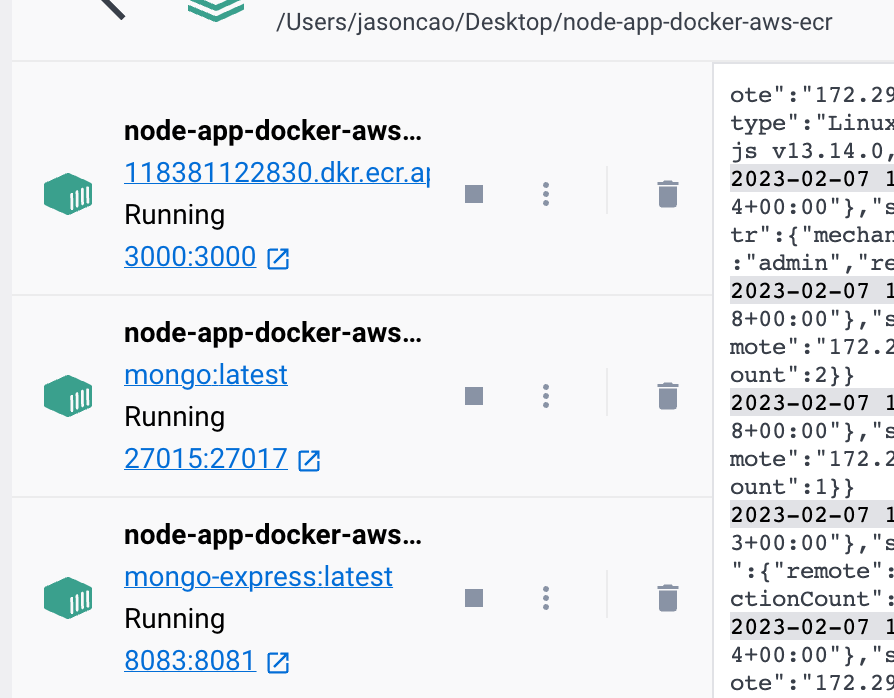 /Users/jasoncao/Desktop/node-app-docker-aws-ecr
node-app-docker-aws...
118381122830.dkr.ecr.ap
Running
3000:3000
node-app-docker-aws...
mongo:latest
Running
27015:27017
node-app-docker-aws...
mongo-express:latest
Running
8083:8081
ote":"172.29
type":"Linux
js v13.14.0,
2023-02-07 1
4+00:00"},"s
tr":{"mechan
:"admin","re
2023-02-07 1
8+00:00"},"s
mote":"172.2
ount":2}}
2023-02-07 1
8+00:00"},"s
mote":"172.2
ount":1}}
2023-02-07 1
3+00:00"},"s
":{"remote":
ctionCount":
2023-02-07 1
4+00:00"},"s
ote":"172.29